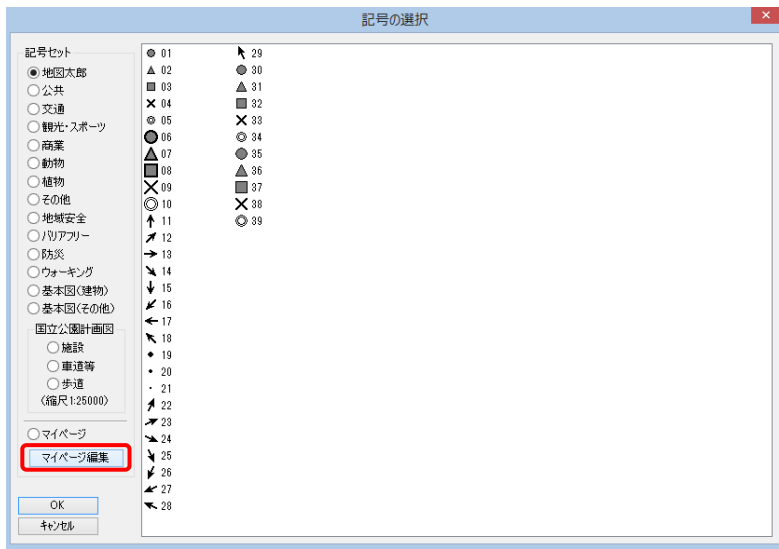 記号の選択
記号セット
地図太郎
公共
交通
観光・スポーツ
商業
動物
植物
その他
地域安全
バリアフリー
防災
ウォーキング
基本図(建物)
基本図(その他)
国立公園計画図
施設
車道等
歩道
(縮尺1:25000)
マイページ
マイページ編集
OK
キャンセル
01
02
03
04
05
06
07
08
09
10
11
12
13
14
15
16
17
18
19
20
21
22
23
24
25
26
27
28
29
30
31
32
33
34
35
36
37
38
39